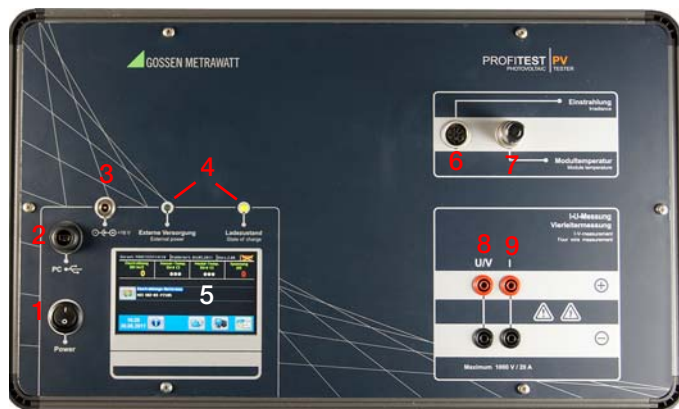 GOSSEN METRAWATT
PROFITEST PV
PHOTOVOLTAIC TESTER
Einstrahlung
Irradiance
6
7
Modultemperatur
Module temperature
3
4
+15 V
Externe Versorgung
External power
Ladezustand
State of charge
2
PC
5
1
Power
I-U-Messung
Vierleitermessung
I-V-measurement
Four wire measurement
8 9
U/V I
Maximum 1000 V / 20 A